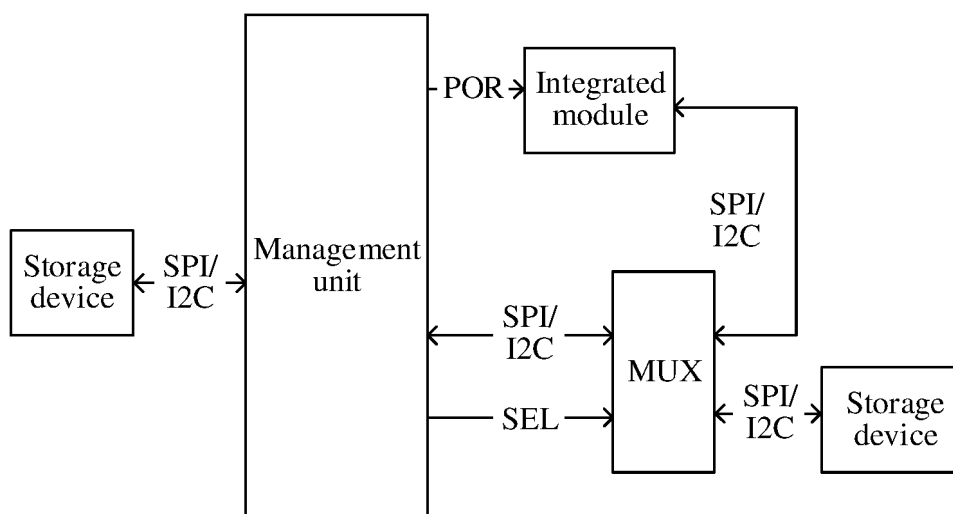 POR
Integrated
module
SPI/
I2C
Storage
device
SPI/
I2C
Management
unit
SPI/
I2C
MUX
SEL
SPI/
I2C
Storage
device